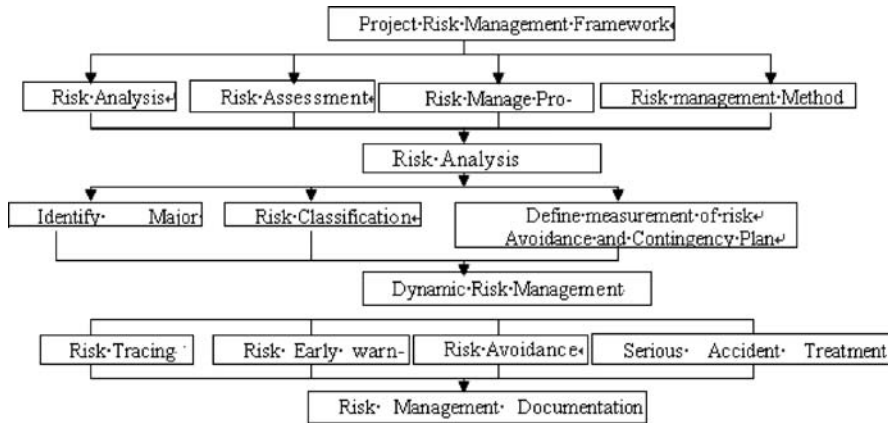 Project·Risk·Management·Framework↵
Risk·Analysis↵
Risk·Assessment↵
Risk·Manage·Pro-
Risk·management·Method
Risk·Analysis
Identify· Major·
Risk·Classification↵
Define·measurement·of·risk↵
Avoidance·and·Contingency·Plan↵
Dynamic·Risk·Management
Risk·Tracing·
Risk· Early· warn-
Risk·Avoidance↵
Serious· Accident· Treatment
Risk· Management· Documentation